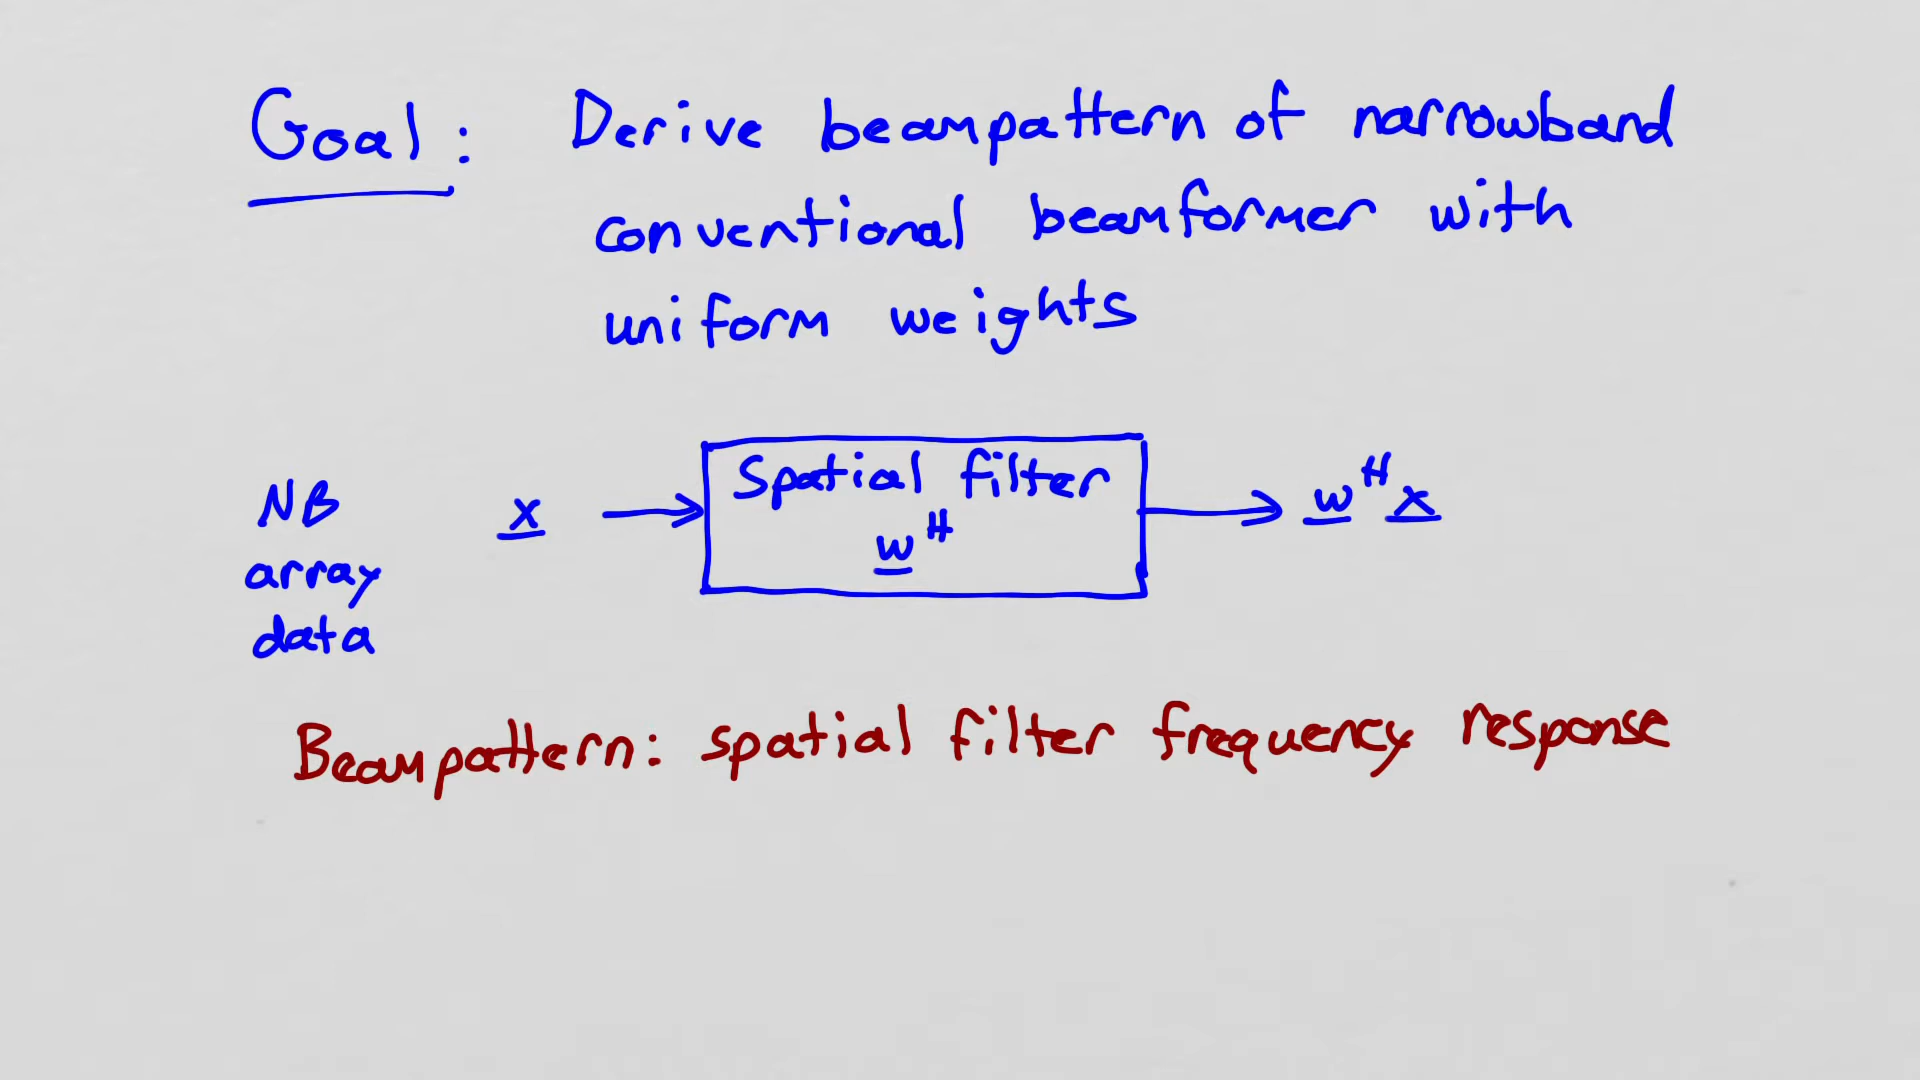 Goal: Derive beampattern of narrowband
conventional beamformer with
uniform weights
NB
array
data
x
Spatial filter
w^H
w^H x
Beampattern: spatial filter frequency response